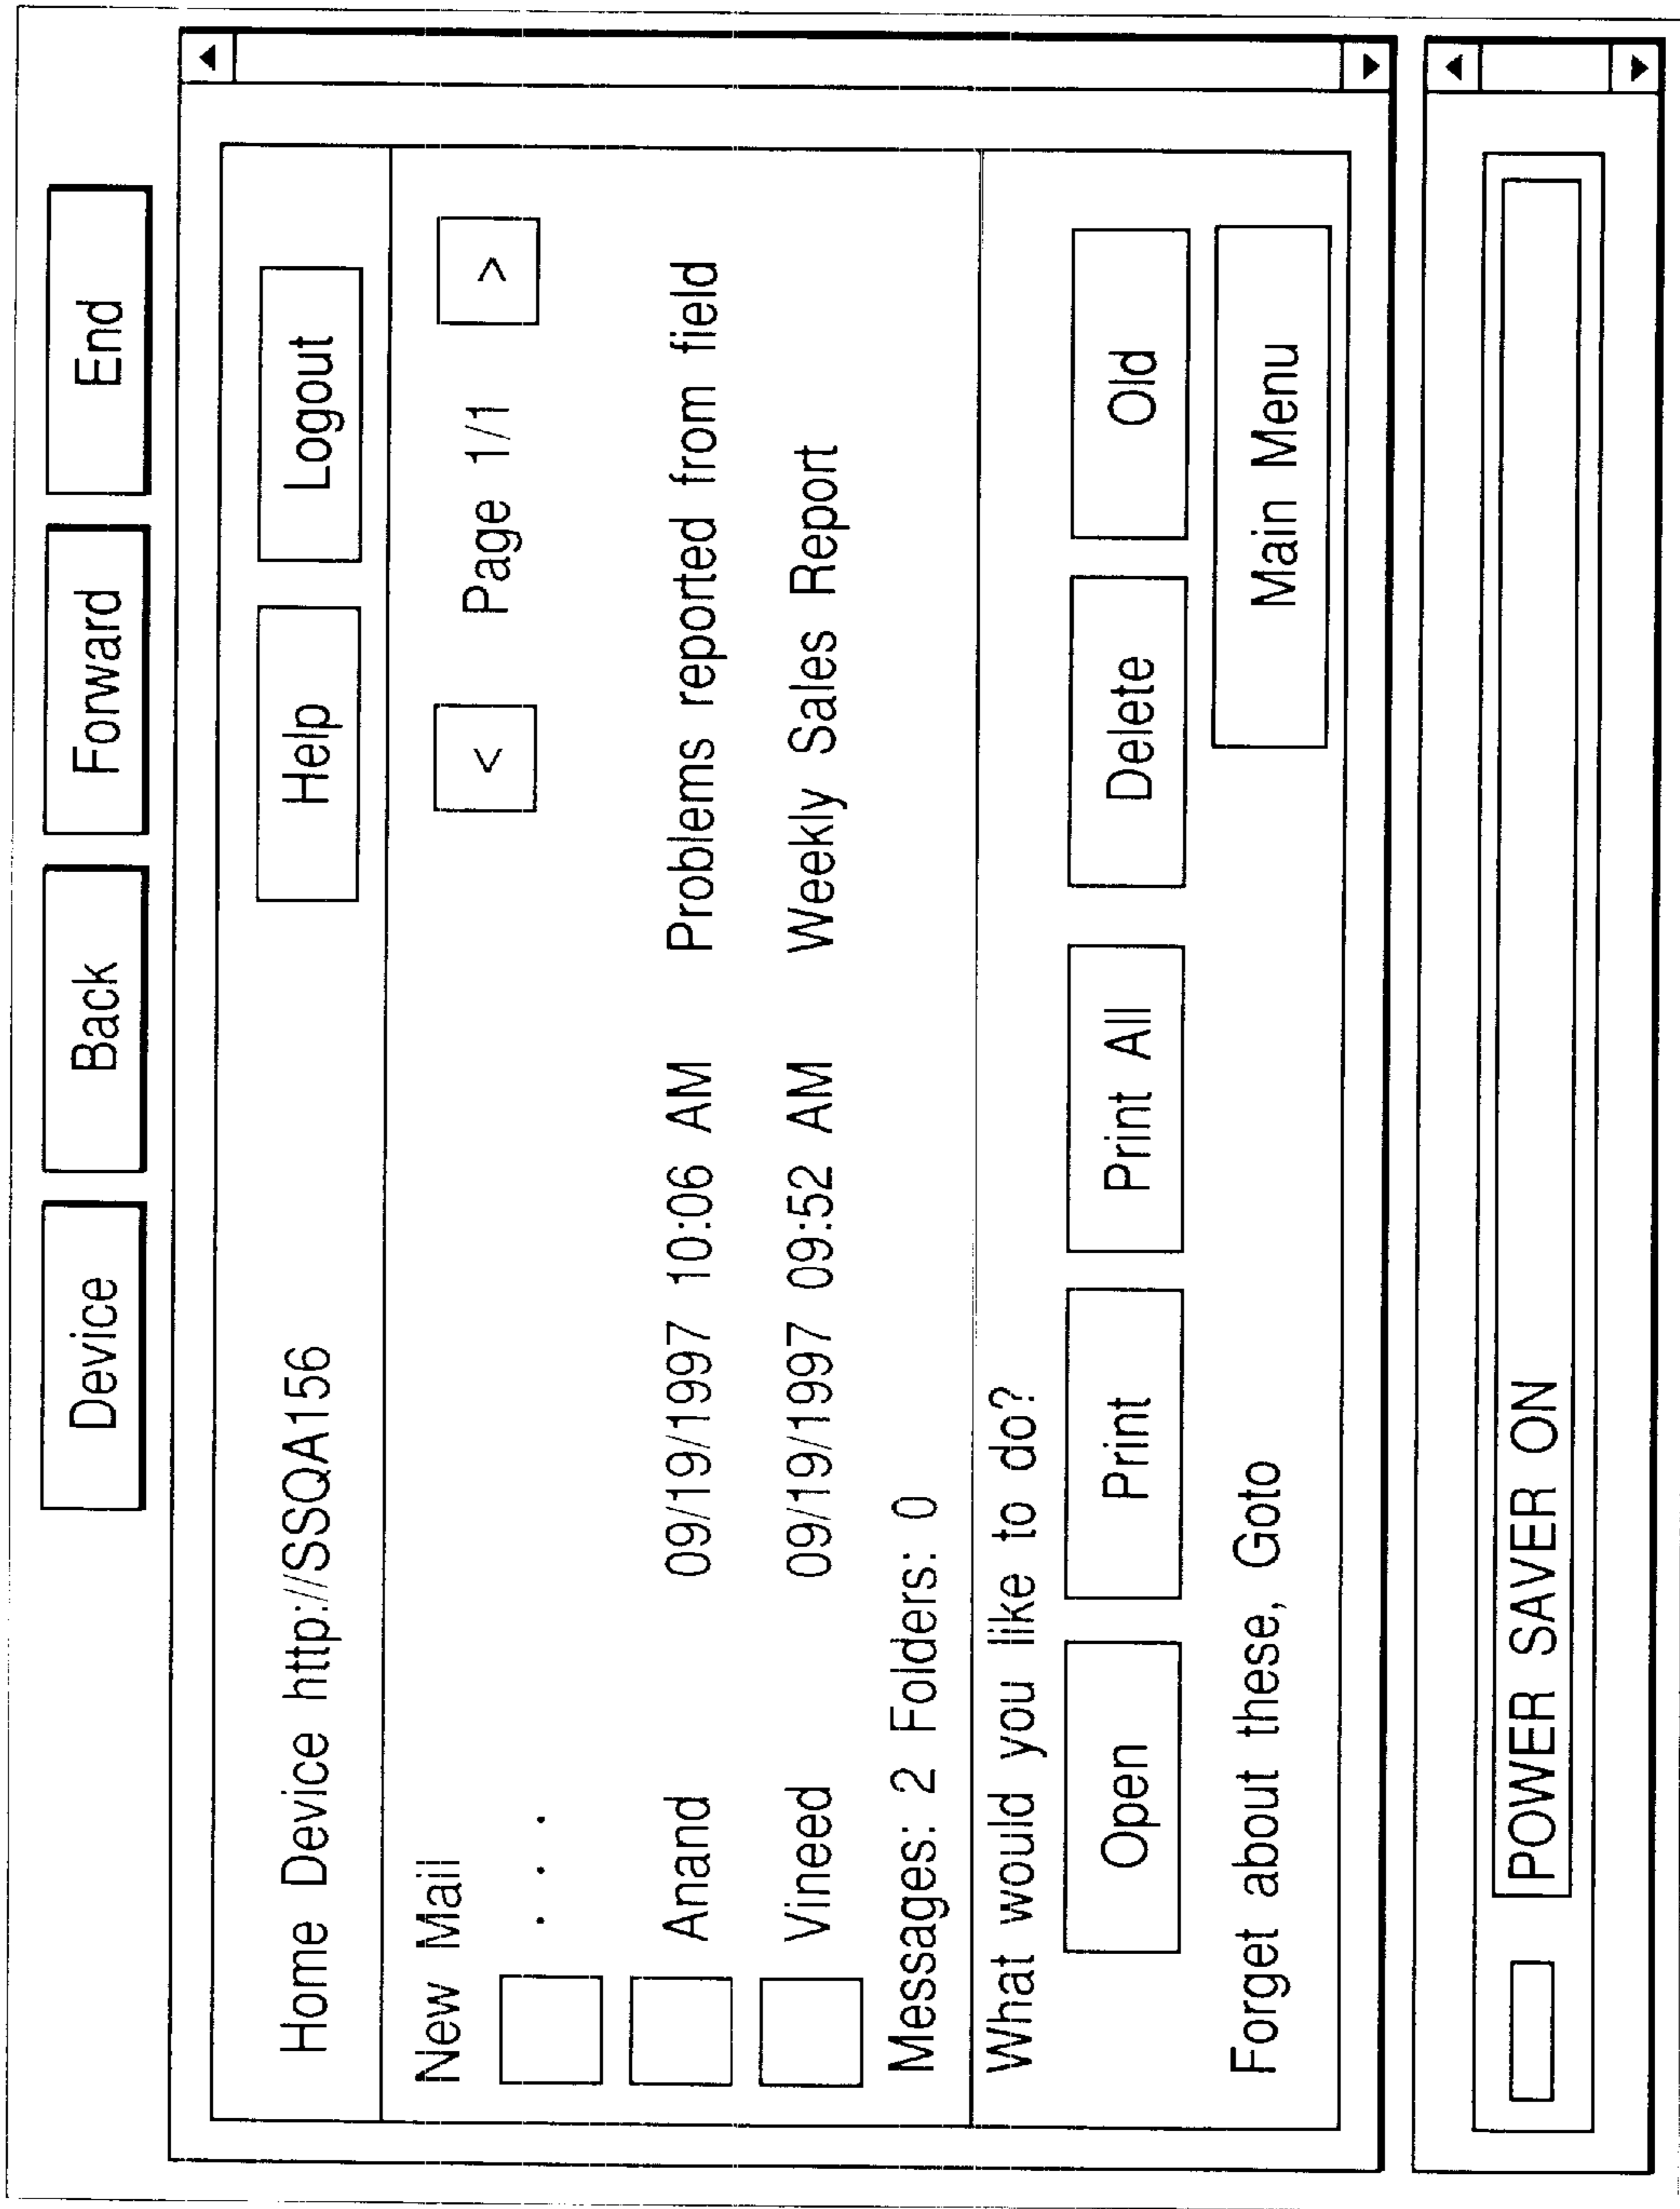 Device Back Forward End
Home Device http://SSQA156 Help Logout
New Mail < Page 1/1 >
. . .
Anand 09/19/1997 10:06 AM Problems reported from field
Vineed 09/19/1997 09:52 AM Weekly Sales Report
Messages: 2 Folders: 0
What would you like to do?
Open Print Print All Delete Old
Forget about these, Goto Main Menu
POWER SAVER ON